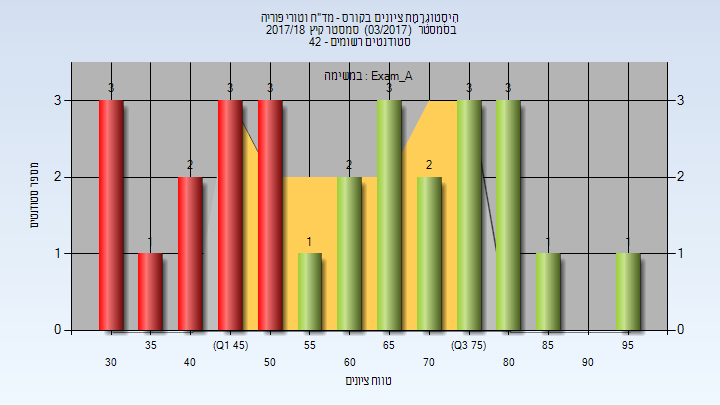 היסטוגרמת ציונים בקורס - מד"ח וטורי פוריה
בסמסטר (03/2017) סמסטר קיץ 2017/18
סטודנטים רשומים - 42
במשימה : Exam_A
3 1 2 3 3 1 2 3 2 3 3 1 1
מספר סטודנטים
3 3
2 2
1 1
0 0
35 (Q1 45) 55 65 (Q3 75) 85 95
30 40 50 60 70 80 90
טווח ציונים